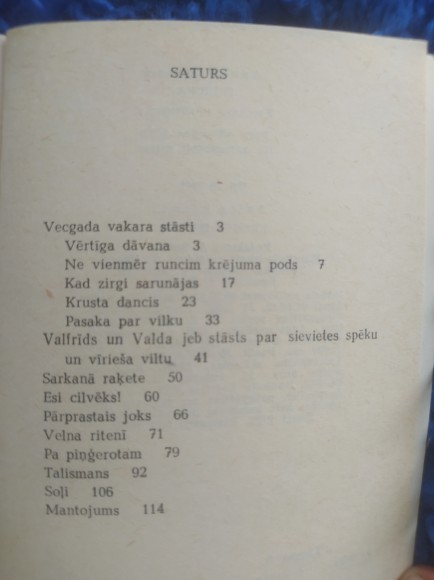 SATURS
Vecgada vakara stāsti 3
Vērtīga dāvana 3
Ne vienmēr runcim krējuma pods 7
Kad zirgi sarunājas 17
Krusta dancis 23
Pasaka par vilku 33
Valfrīds un Valda jeb stāsts par sievietes spēku
un vīrieša viltu 41
Sarkanā raķete 50
Esi cilvēks! 60
Pārprastais joks 66
Velna ritenī 71
Pa piņģerotam 79
Talismans 92
Soļi 106
Mantojums 114